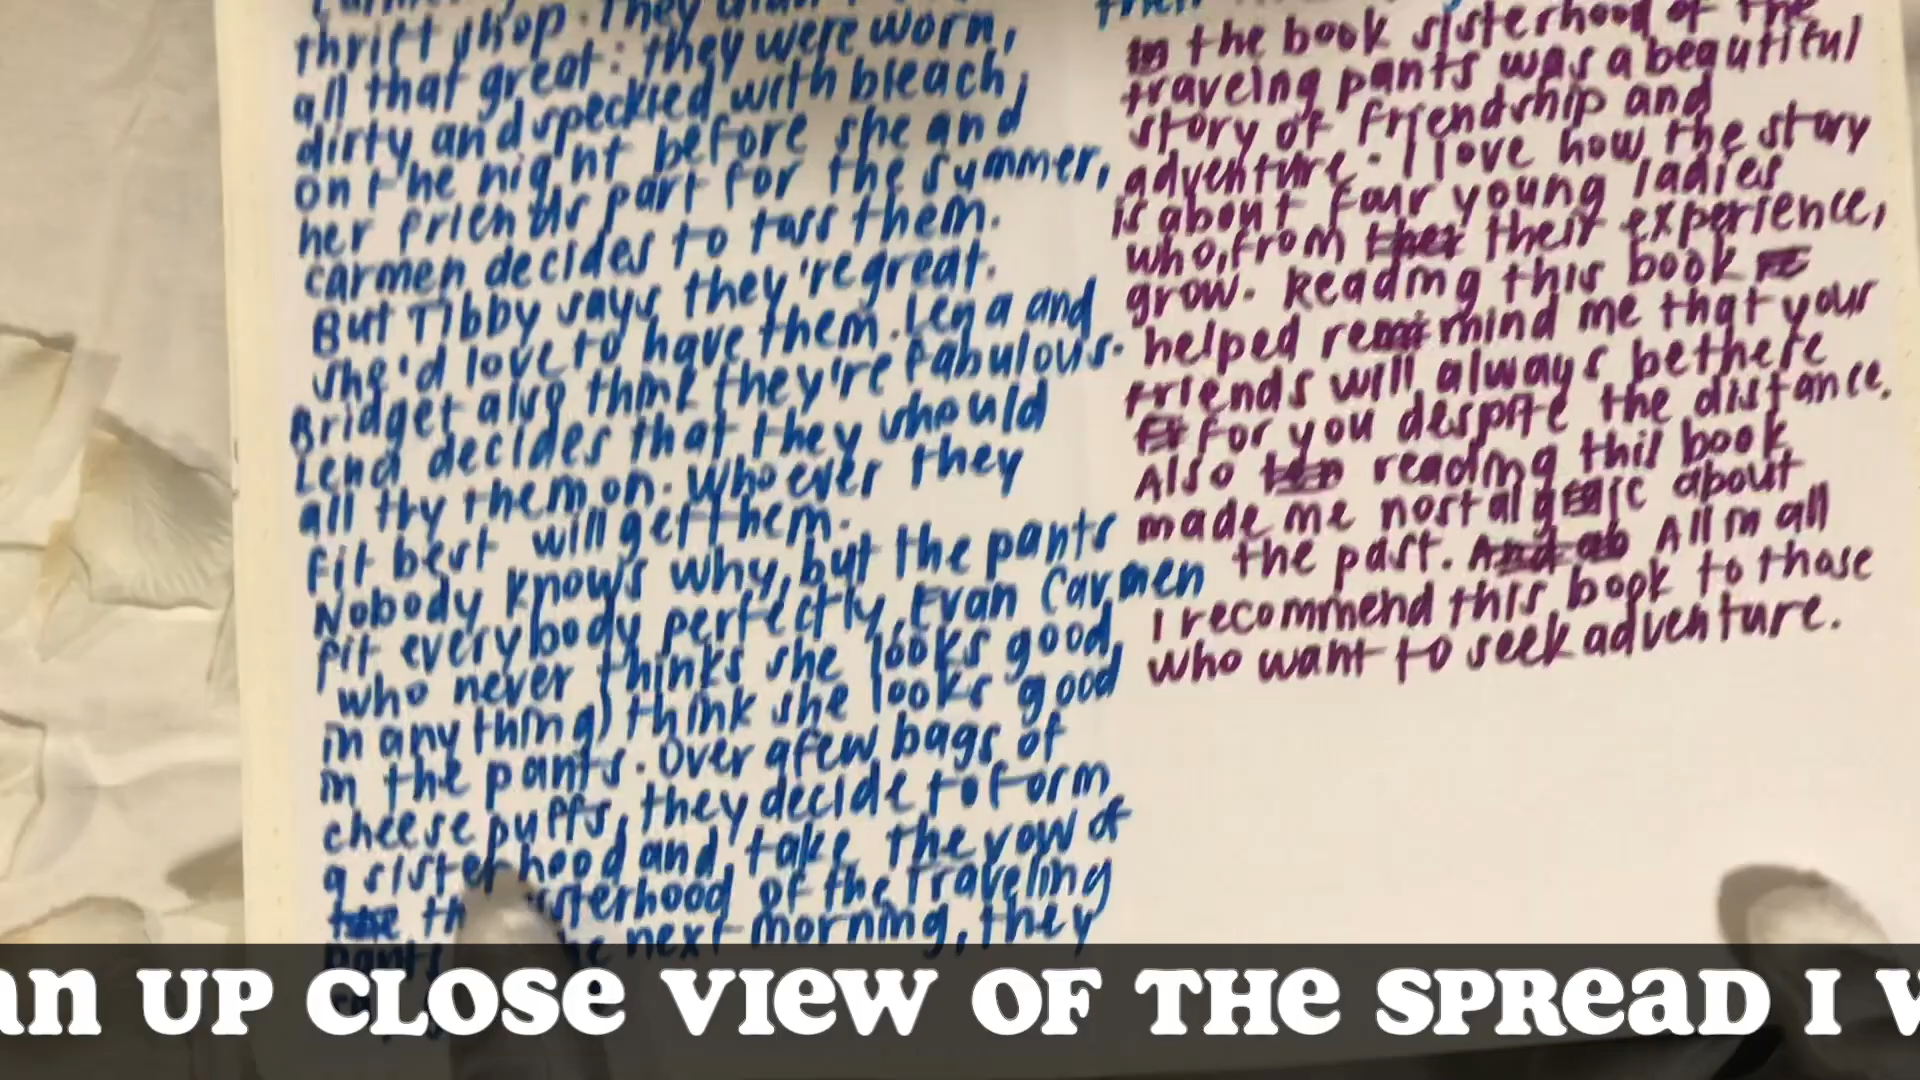 thrift shop. They
all that great: they were worn,
dirty and speckled with bleach,
on the night before she and
her friends part for the summer,
carmen decides to toss them.
But Tibby says they're great.
she'd love to have them. Lena and
Bridget also think they're fabulous.
Lena decides that they should
all try them on. Whoever they
fit best will get them.
Nobody knows why, but the pants
fit everybody perfectly, Evan Carmen
who never thinks she looks good
in any thing) think she looks good
in the pants. Over a few bags of
cheese puffs, they decide to form
a sisterhood and take the vow of
sterhood of the Traveling
pants next morning, they
In the book sisterhood of the
traveling pants was a beautiful
story of friendship and
adventure. I love how the story
is about four young ladies
who, from their experience,
grow. Reading this book
helped remind me that your
friends will always be there
for you despite the distance.
Also reading this book
made me nostalgic about
the past. All in all
I recommend this book to those
who want to seek adventure.
an UP CLOSE VIEW OF THE SPREAD I